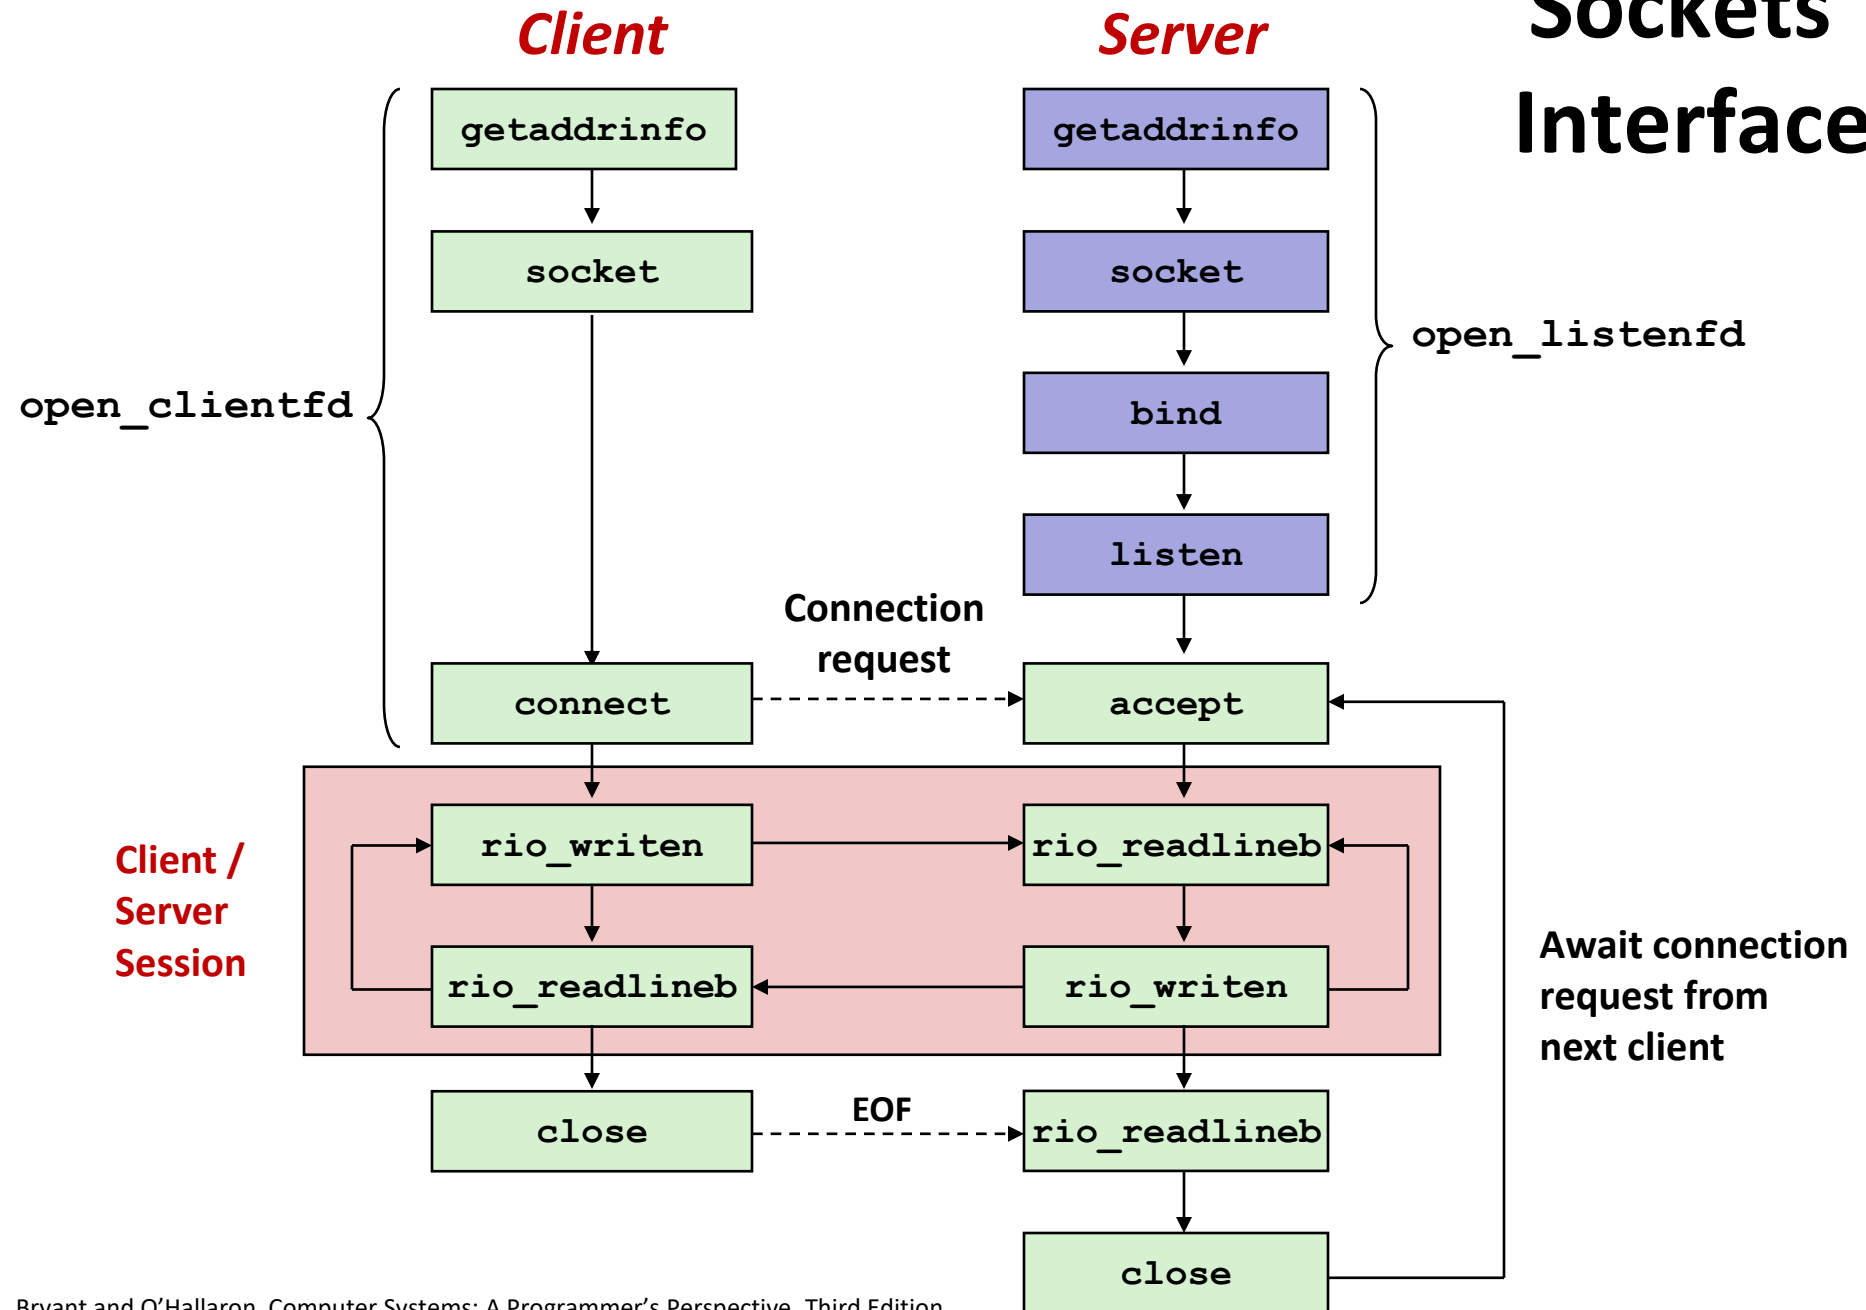 Sockets
Interface
Client
Server
getaddrinfo
getaddrinfo
socket
socket
open_listenfd
open_clientfd
bind
listen
Connection
request
connect
accept
Client /
Server
Session
rio_writen
rio_readlineb
rio_readlineb
rio_writen
Await connection
request from
next client
close
EOF
rio_readlineb
close
Bryant and O'Hallaron, Computer Systems: A Programmer's Perspective, Third Edition